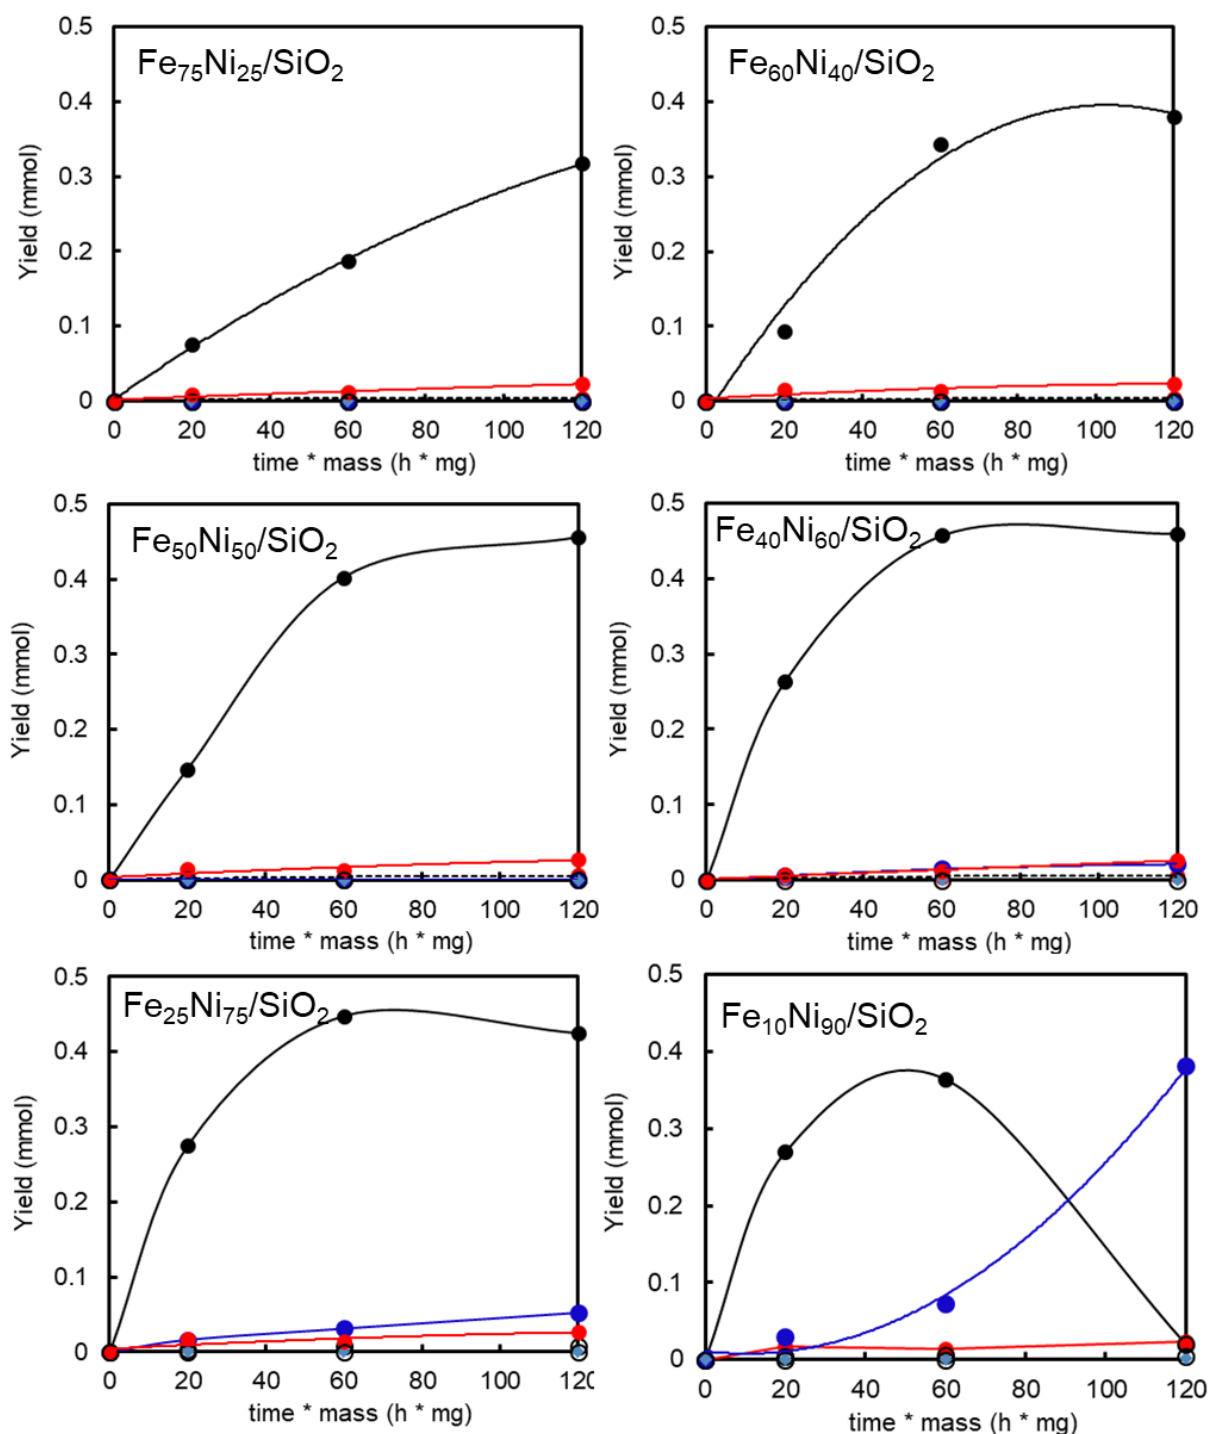 Fe75Ni25/SiO2
Yield (mmol)
0.5
0.4
0.3
0.2
0.1
0
0 20 40 60 80 100 120
time * mass (h * mg)
Fe60Ni40/SiO2
Yield (mmol)
0.5
0.4
0.3
0.2
0.1
0
0 20 40 60 80 100 120
time * mass (h * mg)
Fe50Ni50/SiO2
Yield (mmol)
0.5
0.4
0.3
0.2
0.1
0
0 20 40 60 80 100 120
time * mass (h * mg)
Fe40Ni60/SiO2
Yield (mmol)
0.5
0.4
0.3
0.2
0.1
0
0 20 40 60 80 100 120
time * mass (h * mg)
Fe25Ni75/SiO2
Yield (mmol)
0.5
0.4
0.3
0.2
0.1
0
0 20 40 60 80 100 120
time * mass (h * mg)
Fe10Ni90/SiO2
Yield (mmol)
0.5
0.4
0.3
0.2
0.1
0
0 20 40 60 80 100 120
time * mass (h * mg)